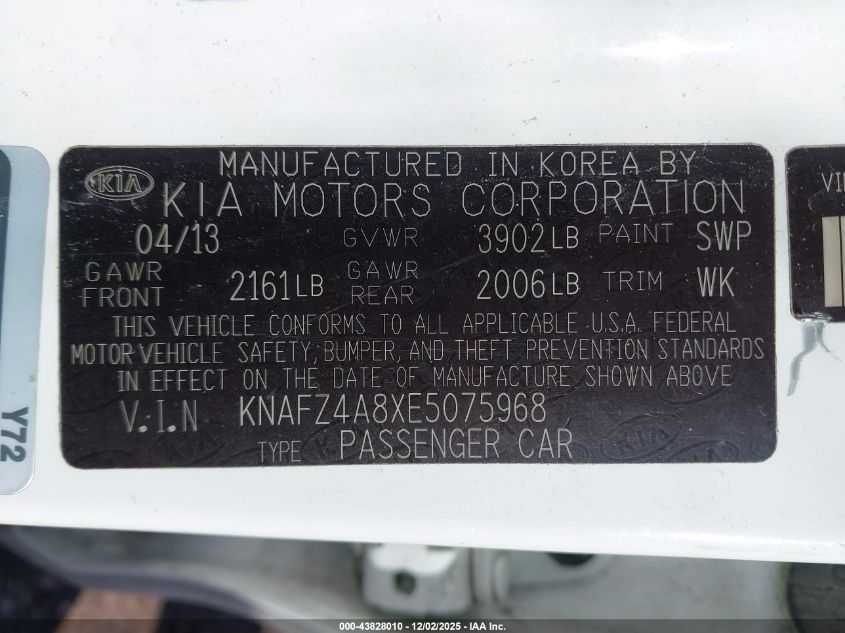 MANUFACTURED IN KOREA BY
KIA KIA MOTORS CORPORATION
04/13 GVWR 3902LB PAINT SWP
GAWR FRONT 2161LB GAWR REAR 2006LB TRIM WK
THIS VEHICLE CONFORMS TO ALL APPLICABLE U.S.A. FEDERAL
MOTOR VEHICLE SAFETY, BUMPER, AND THEFT PREVENTION STANDARDS
IN EFFECT ON THE DATE OF MANUFACTURE SHOWN ABOVE
V.I.N KNAFZ4A8XE5075968
TYPE PASSENGER CAR
Y72
VI
000-43828010 - 12/02/2025 - IAA Inc.